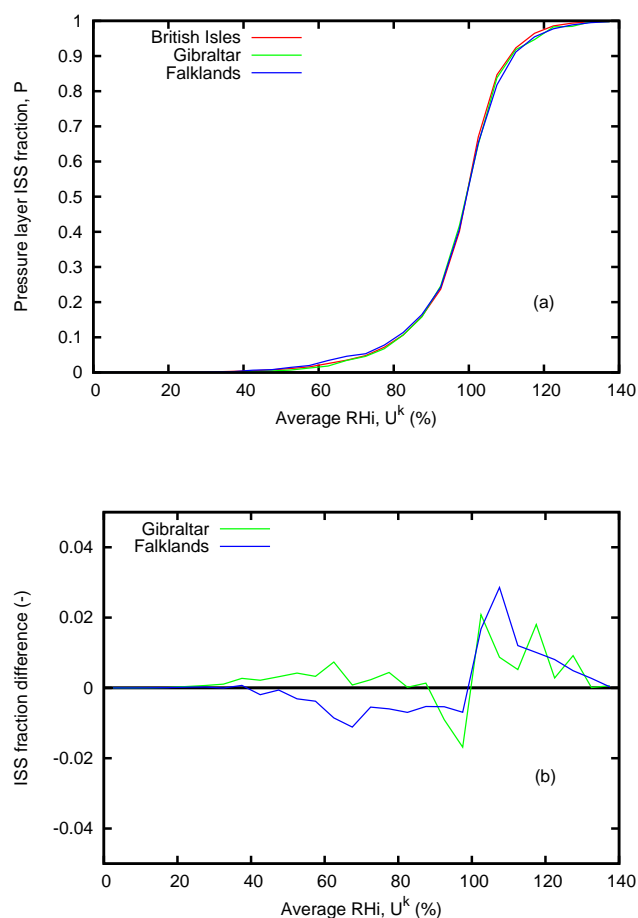 1
0.9
0.8
0.7
0.6
0.5
0.4
0.3
0.2
0.1
0
Pressure layer ISS fraction, P
British Isles
Gibraltar
Falklands
(a)
0 20 40 60 80 100 120 140
Average RHi, U^k (%)
0.04
0.02
0
-0.02
-0.04
ISS fraction difference (-)
Gibraltar
Falklands
(b)
0 20 40 60 80 100 120 140
Average RHi, U^k (%)